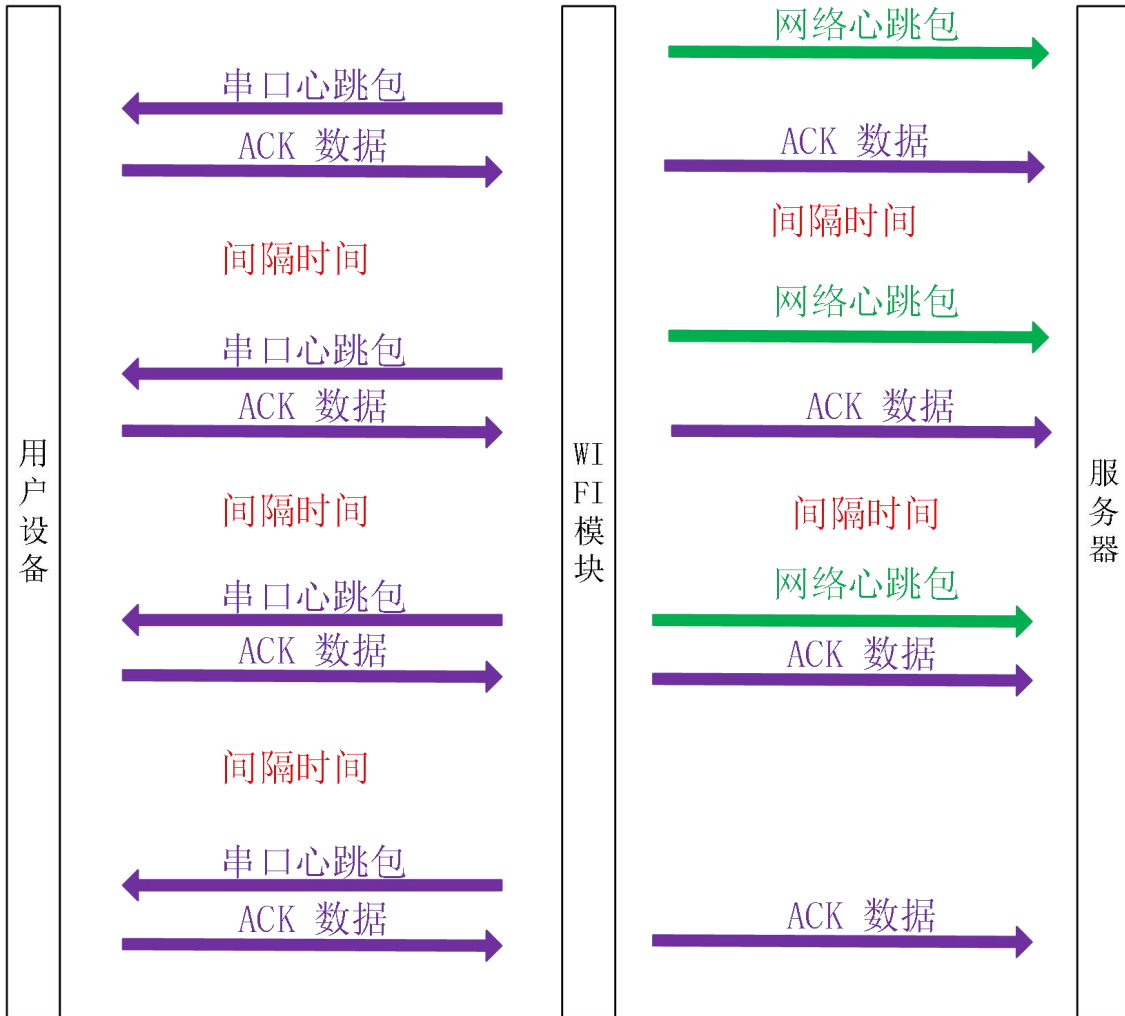 网络心跳包
串口心跳包
ACK 数据
ACK 数据
间隔时间
间隔时间
网络心跳包
串口心跳包
ACK 数据
ACK 数据
用户设备
WIFI模块
服务器
间隔时间
间隔时间
串口心跳包
网络心跳包
ACK 数据
ACK 数据
间隔时间
串口心跳包
ACK 数据
ACK 数据